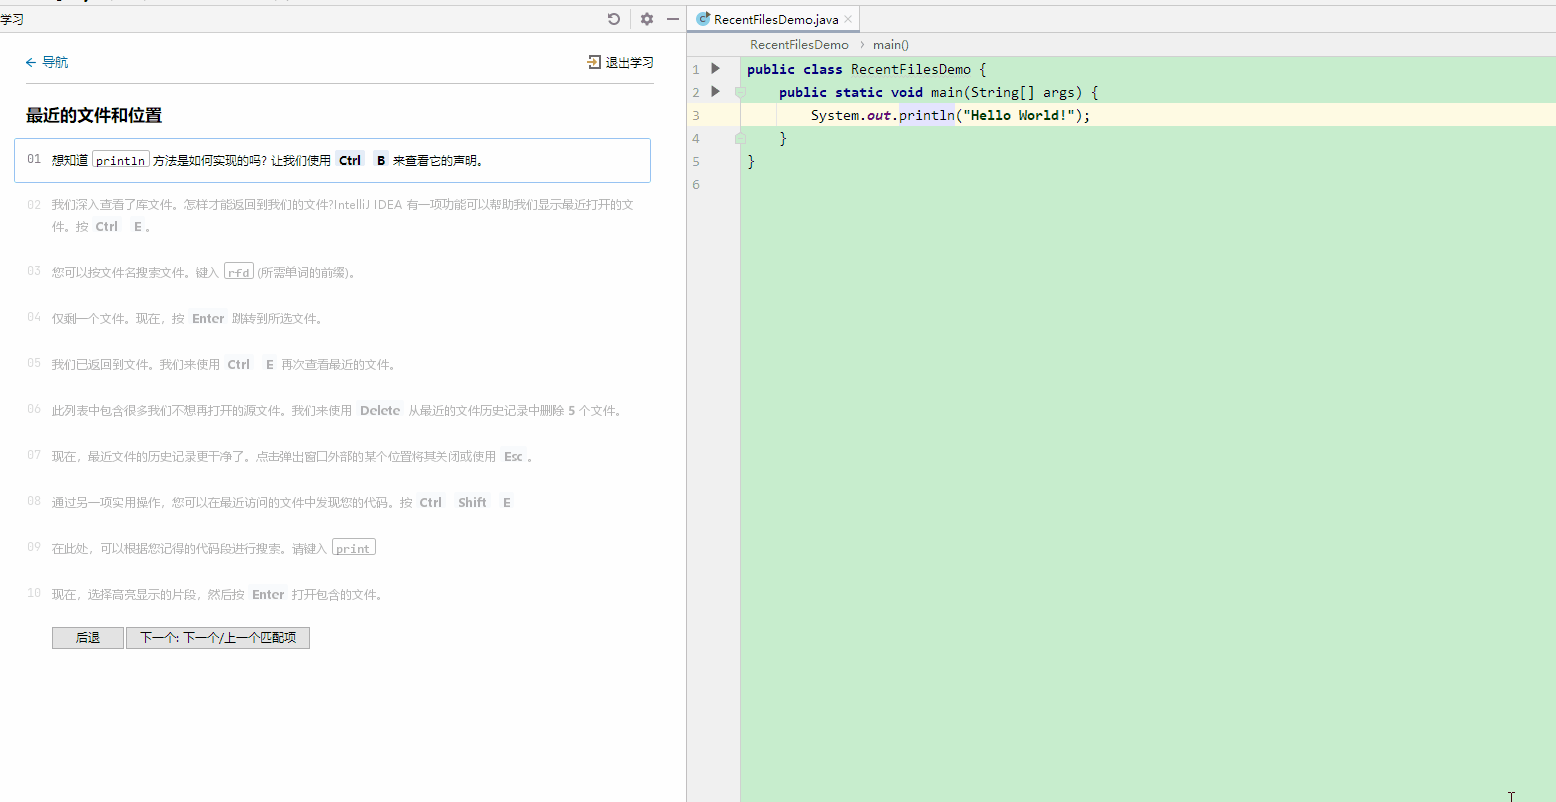 学习
← 导航
退出学习
最近的文件和位置
01 想知道 println 方法是如何实现的吗? 让我们使用 Ctrl B 来查看它的声明。
02 我们深入查看了库文件。怎样才能返回到我们的文件?IntelliJ IDEA 有一项功能可以帮助我们显示最近打开的文
件。按 Ctrl E 。
03 您可以按文件名搜索文件。键入 rfd (所需单词的前缀)。
04 仅剩一个文件。现在，按 Enter 跳转到所选文件。
05 我们已返回到文件。我们来使用 Ctrl E 再次查看最近的文件。
06 此列表中包含很多我们不想再打开的源文件。我们来使用 Delete 从最近的文件历史记录中删除 5 个文件。
07 现在，最近文件的历史记录更干净了。点击弹出窗口外部的某个位置将其关闭或使用 Esc 。
08 通过另一项实用操作，您可以在最近访问的文件中发现您的代码。按 Ctrl Shift E
09 在此处，可以根据您记得的代码段进行搜索。请键入 print
10 现在，选择高亮显示的片段，然后按 Enter 打开包含的文件。
后退
下一个: 下一个/上一个匹配项
RecentFilesDemo.java
RecentFilesDemo › main()
1 public class RecentFilesDemo {
2 public static void main(String[] args) {
3 System.out.println("Hello World!");
4 }
5 }
6